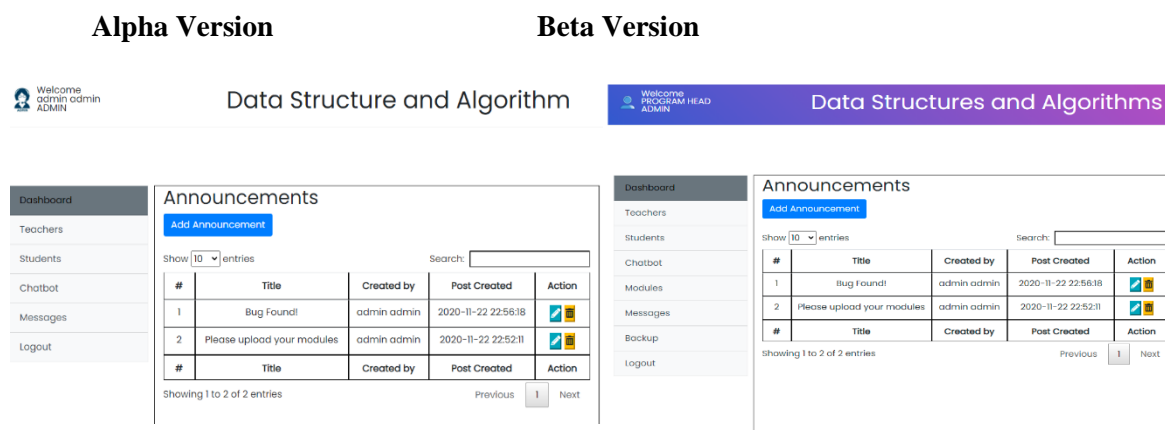 Alpha Version
Beta Version
Welcome
admin admin
ADMIN
Data Structure and Algorithm
Dashboard
Teachers
Students
Chatbot
Messages
Logout
Announcements
Add Announcement
Show 10 entries
Search:
# Title Created by Post Created Action
1 Bug Found! admin admin 2020-11-22 22:56:18
2 Please upload your modules admin admin 2020-11-22 22:52:11
# Title Created by Post Created Action
Showing 1 to 2 of 2 entries
Previous 1 Next
Welcome
PROGRAM HEAD
ADMIN
Data Structures and Algorithms
Dashboard
Teachers
Students
Chatbot
Modules
Messages
Backup
Logout
Announcements
Add Announcement
Show 10 entries
Search:
# Title Created by Post Created Action
1 Bug Found! admin admin 2020-11-22 22:56:18
2 Please upload your modules admin admin 2020-11-22 22:52:11
# Title Created by Post Created Action
Showing 1 to 2 of 2 entries
Previous 1 Next